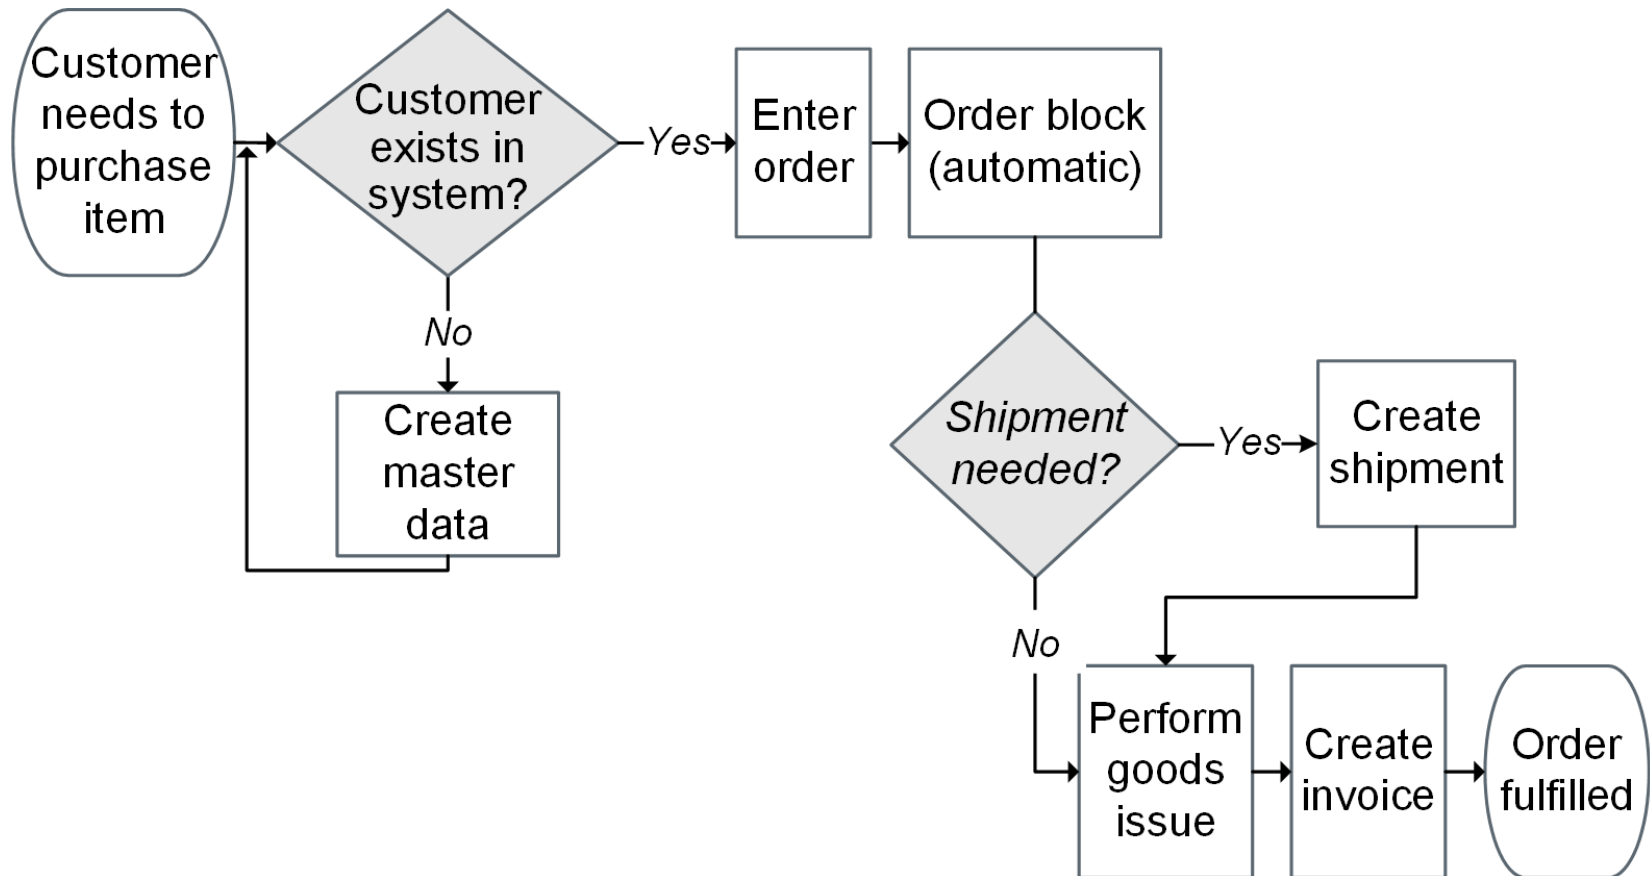 Customer
needs to
purchase
item
Customer
exists in
system?
Yes
Enter
order
Order block
(automatic)
No
Create
master
data
Shipment
needed?
Yes
Create
shipment
No
Perform
goods
issue
Create
invoice
Order
fulfilled